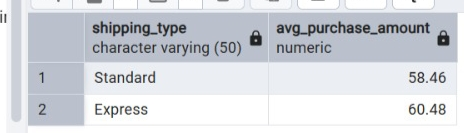 shipping_type
character varying (50)
avg_purchase_amount
numeric
1 Standard 58.46
2 Express 60.48